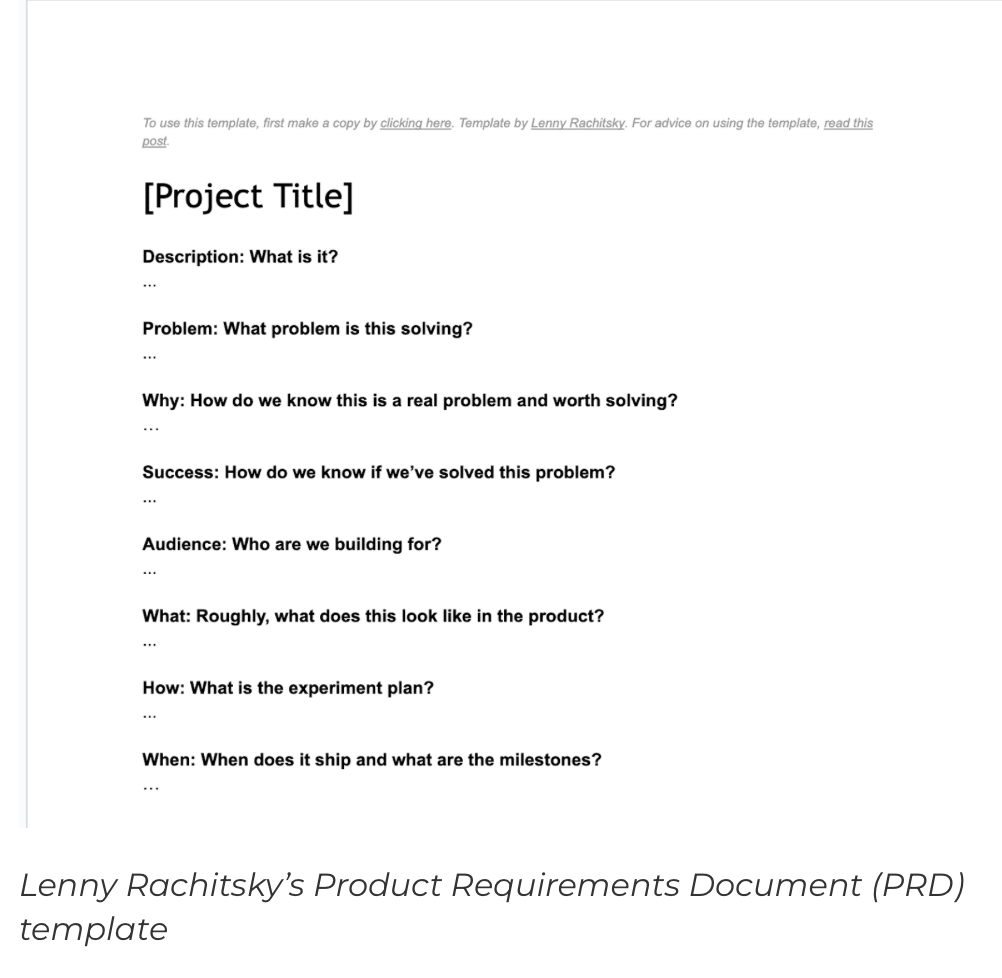 To use this template, first make a copy by clicking here. Template by Lenny Rachitsky. For advice on using the template, read this
post.
[Project Title]
Description: What is it?
...
Problem: What problem is this solving?
...
Why: How do we know this is a real problem and worth solving?
...
Success: How do we know if we’ve solved this problem?
...
Audience: Who are we building for?
...
What: Roughly, what does this look like in the product?
...
How: What is the experiment plan?
...
When: When does it ship and what are the milestones?
...
Lenny Rachitsky’s Product Requirements Document (PRD)
template